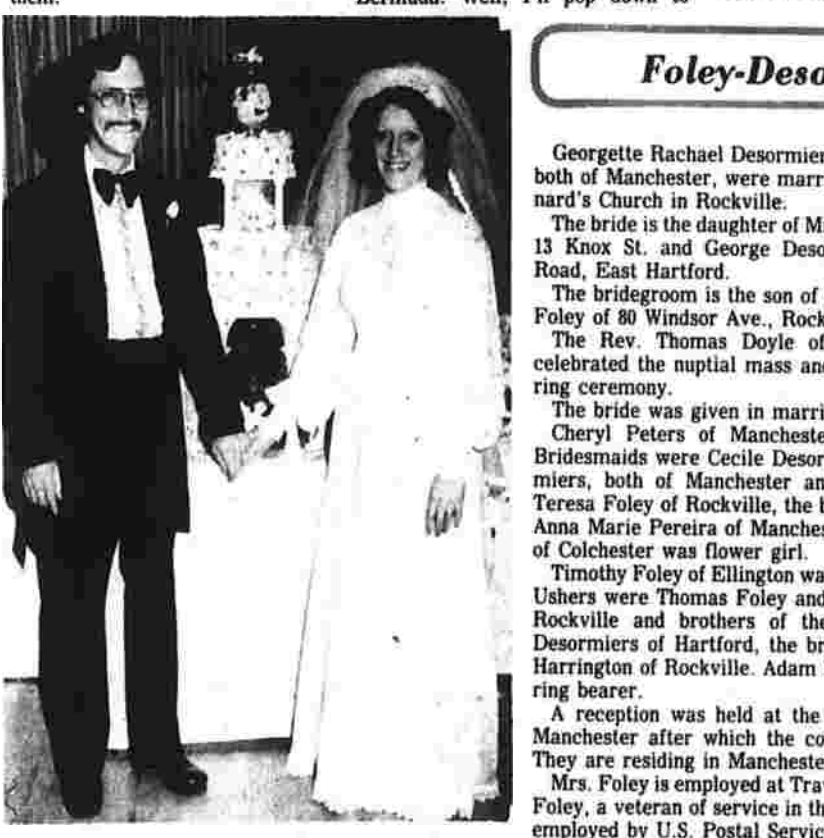 them.
Bermuda. Well, I'll pop down to
Foley-Deso
Georgette Rachael Desormier
both of Manchester, were marr
nard's Church in Rockville.
The bride is the daughter of M
13 Knox St. and George Deso
Road, East Hartford.
The bridegroom is the son of
Foley of 80 Windsor Ave., Rock
The Rev. Thomas Doyle of
celebrated the nuptial mass and
ring ceremony.
The bride was given in marri
Cheryl Peters of Mancheste
Bridesmaids were Cecile Desor
miers, both of Manchester an
Teresa Foley of Rockville, the b
Anna Marie Pereira of Manches
of Colchester was flower girl.
Timothy Foley of Ellington wa
Ushers were Thomas Foley and
Rockville and brothers of the
Desormiers of Hartford, the br
Harrington of Rockville. Adam
ring bearer.
A reception was held at the
Manchester after which the co
They are residing in Mancheste
Mrs. Foley is employed at Trav
Foley, a veteran of service in th
employed by U.S. Postal Servic